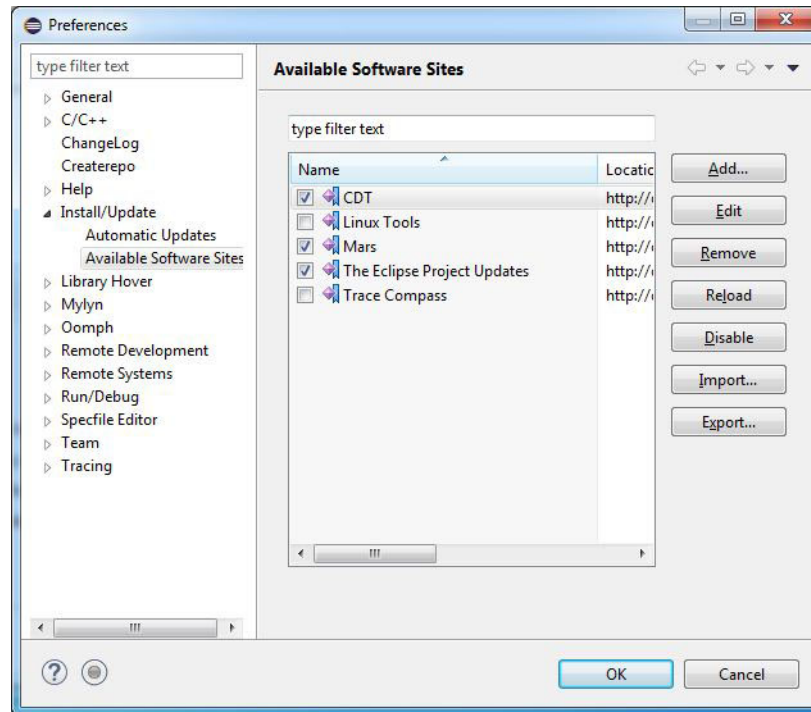 Preferences
type filter text
General
C/C++
ChangeLog
Createrepo
Help
Install/Update
Automatic Updates
Available Software Sites
Library Hover
Mylyn
Oomph
Remote Development
Remote Systems
Run/Debug
Specfile Editor
Team
Tracing
Available Software Sites
type filter text
Name Locatic
CDT http://
Linux Tools http://
Mars http://
The Eclipse Project Updates http://
Trace Compass http://
Add...
Edit
Remove
Reload
Disable
Import...
Export...
OK Cancel